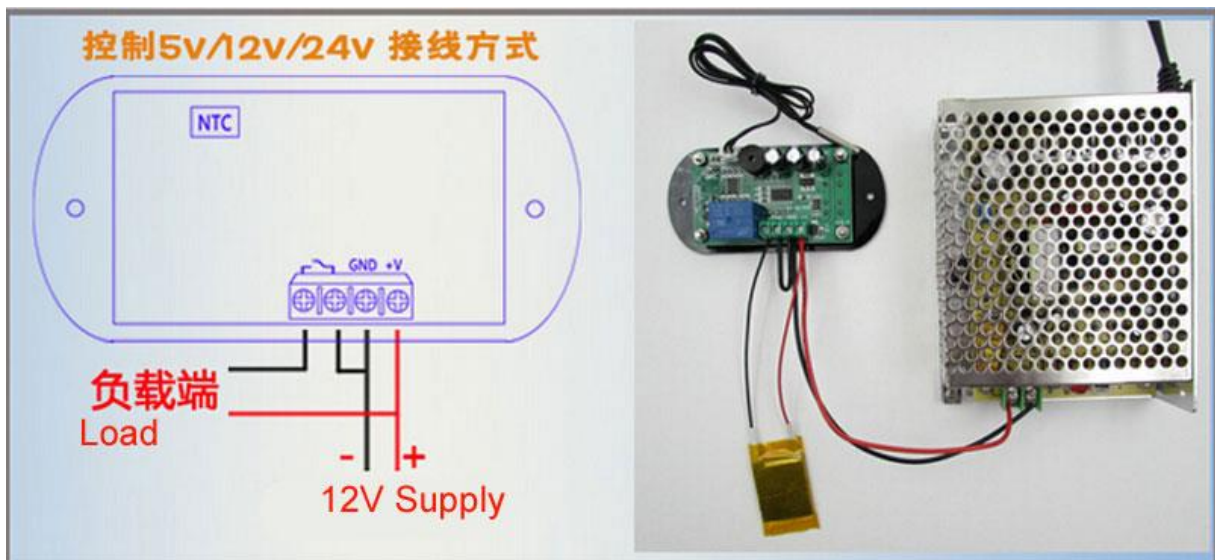 控制5V/12V/24V 接线方式
NTC
GND +V
负载端
Load
- +
12V Supply